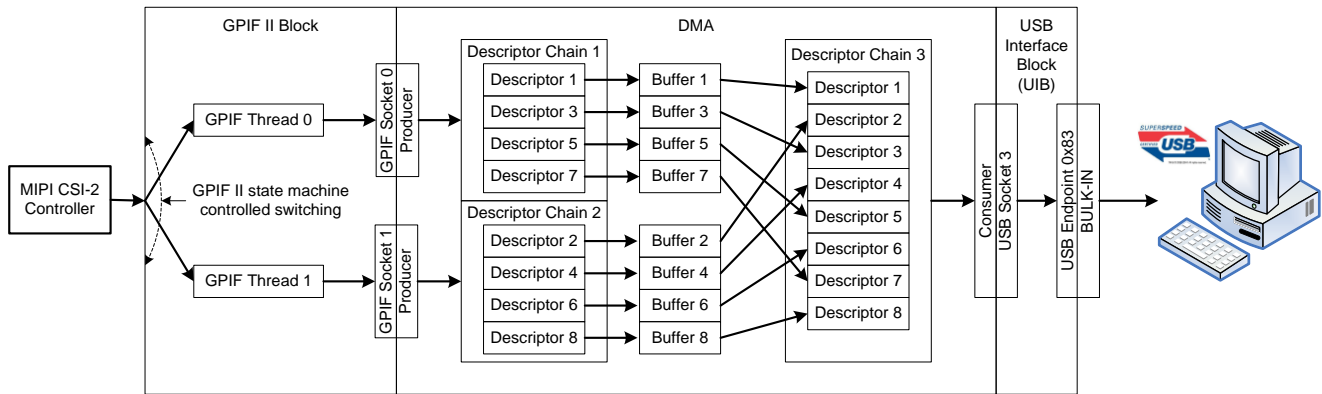 GPIF II Block
DMA
USB
Interface
Block
(UIB)
MIPI CSI-2
Controller
GPIF Thread 0
GPIF II state machine
controlled switching
GPIF Thread 1
GPIF Socket 0
Producer
GPIF Socket 1
Producer
Descriptor Chain 1
Descriptor 1
Descriptor 3
Descriptor 5
Descriptor 7
Descriptor Chain 2
Descriptor 2
Descriptor 4
Descriptor 6
Descriptor 8
Buffer 1
Buffer 3
Buffer 5
Buffer 7
Buffer 2
Buffer 4
Buffer 6
Buffer 8
Descriptor Chain 3
Descriptor 1
Descriptor 2
Descriptor 3
Descriptor 4
Descriptor 5
Descriptor 6
Descriptor 7
Descriptor 8
Consumer
USB Socket 3
USB Endpoint 0x83
BULK-IN
SUPERSPEED
CERTIFIED
USB